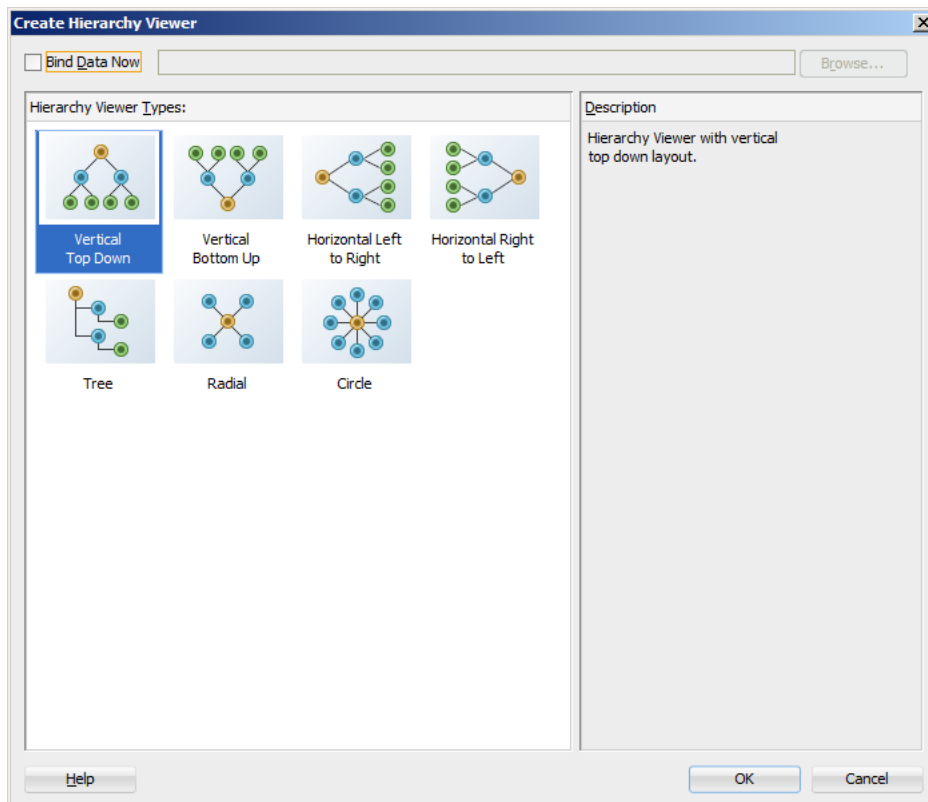 Create Hierarchy Viewer
Bind Data Now
Browse...
Hierarchy Viewer Types:
Description
Hierarchy Viewer with vertical
top down layout.
Vertical
Top Down
Vertical
Bottom Up
Horizontal Left
to Right
Horizontal Right
to Left
Tree
Radial
Circle
Help
OK
Cancel